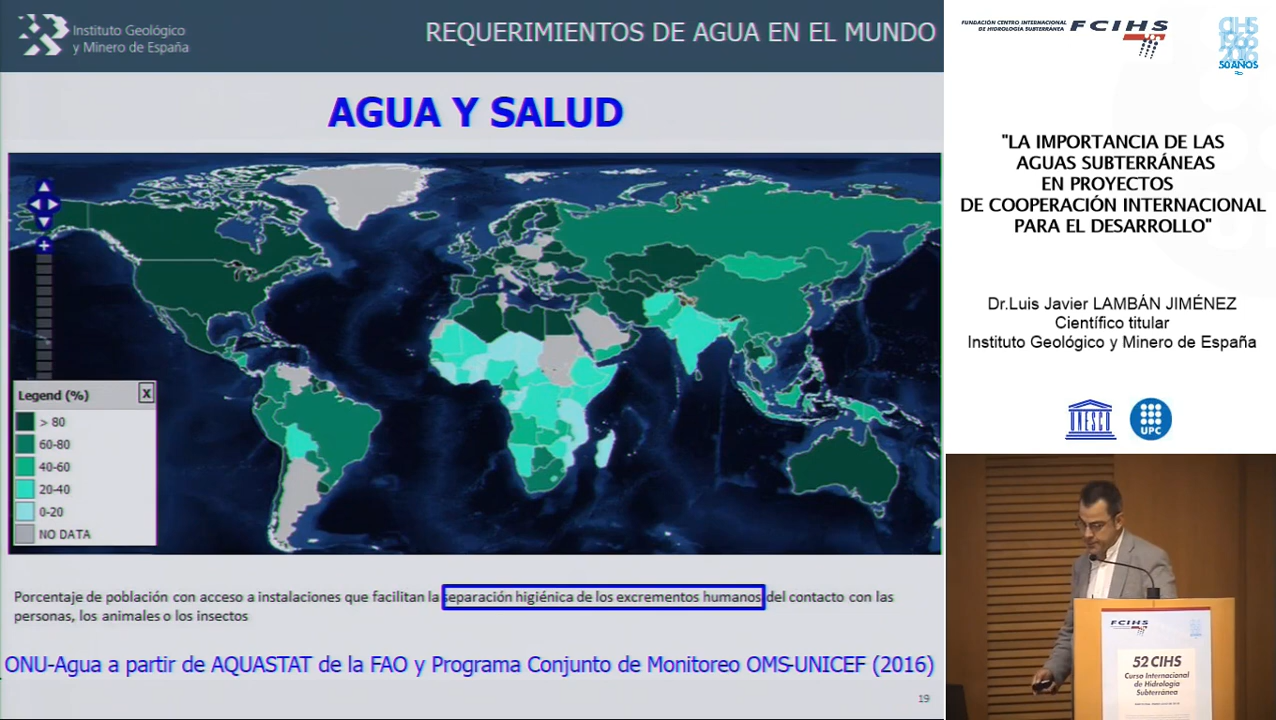 Instituto Geológico
y Minero de España
REQUERIMIENTOS DE AGUA EN EL MUNDO
AGUA Y SALUD
Legend (%)
X
> 80
60-80
40-60
20-40
0-20
NO DATA
Porcentaje de población con acceso a instalaciones que facilitan la separación higiénica de los excrementos humanos del contacto con las
personas, los animales o los insectos
ONU-Agua a partir de AQUASTAT de la FAO y Programa Conjunto de Monitoreo OMS-UNICEF (2016)
19
FUNDACIÓN CENTRO INTERNACIONAL
DE HIDROLOGÍA SUBTERRÁNEA
FCIHS
CIHS
1966
2016
50 AÑOS
"LA IMPORTANCIA DE LAS
AGUAS SUBTERRÁNEAS
EN PROYECTOS
DE COOPERACIÓN INTERNACIONAL
PARA EL DESARROLLO"
Dr.Luis Javier LAMBÁN JIMÉNEZ
Científico titular
Instituto Geológico y Minero de España
UNESCO
UPC
FCIHS
52 CIHS
Curso Internacional
de Hidrología
Subterránea